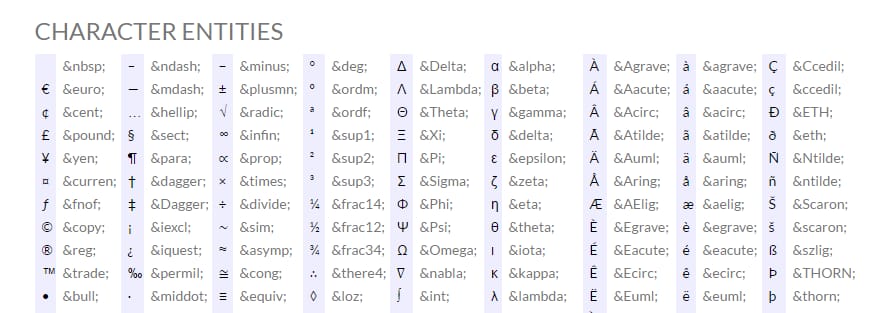 CHARACTER ENTITIES
&nbsp; – &ndash; − &minus; ° &deg; Δ &Delta; α &alpha; À &Agrave; à &agrave; Ç &Ccedil;
€ &euro; — &mdash; ± &plusmn; º &ordm; Λ &Lambda; β &beta; Á &Aacute; á &aacute; ç &ccedil;
¢ &cent; … &hellip; √ &radic; ª &ordf; Θ &Theta; γ &gamma; Â &Acirc; â &acirc; Ð &ETH;
£ &pound; § &sect; ∞ &infin; ¹ &sup1; Ξ &Xi; δ &delta; Ã &Atilde; ã &atilde; ð &eth;
¥ &yen; ¶ &para; ∝ &prop; ² &sup2; Π &Pi; ε &epsilon; Ä &Auml; ä &auml; Ñ &Ntilde;
¤ &curren; † &dagger; × &times; ³ &sup3; Σ &Sigma; ζ &zeta; Å &Aring; å &aring; ñ &ntilde;
ƒ &fnof; ‡ &Dagger; ÷ &divide; ¼ &frac14; Φ &Phi; η &eta; Æ &AElig; æ &aelig; Š &Scaron;
© &copy; ¡ &iexcl; ∼ &sim; ½ &frac12; Ψ &Psi; θ &theta; È &Egrave; è &egrave; š &scaron;
® &reg; ¿ &iquest; ≈ &asymp; ¾ &frac34; Ω &Omega; ι &iota; É &Eacute; é &eacute; ß &szlig;
™ &trade; ‰ &permil; ≅ &cong; ∴ &there4; ∇ &nabla; κ &kappa; Ê &Ecirc; ê &ecirc; Þ &THORN;
• &bull; · &middot; ≡ &equiv; ◊ &loz; ∫ &int; λ &lambda; Ë &Euml; ë &euml; þ &thorn;